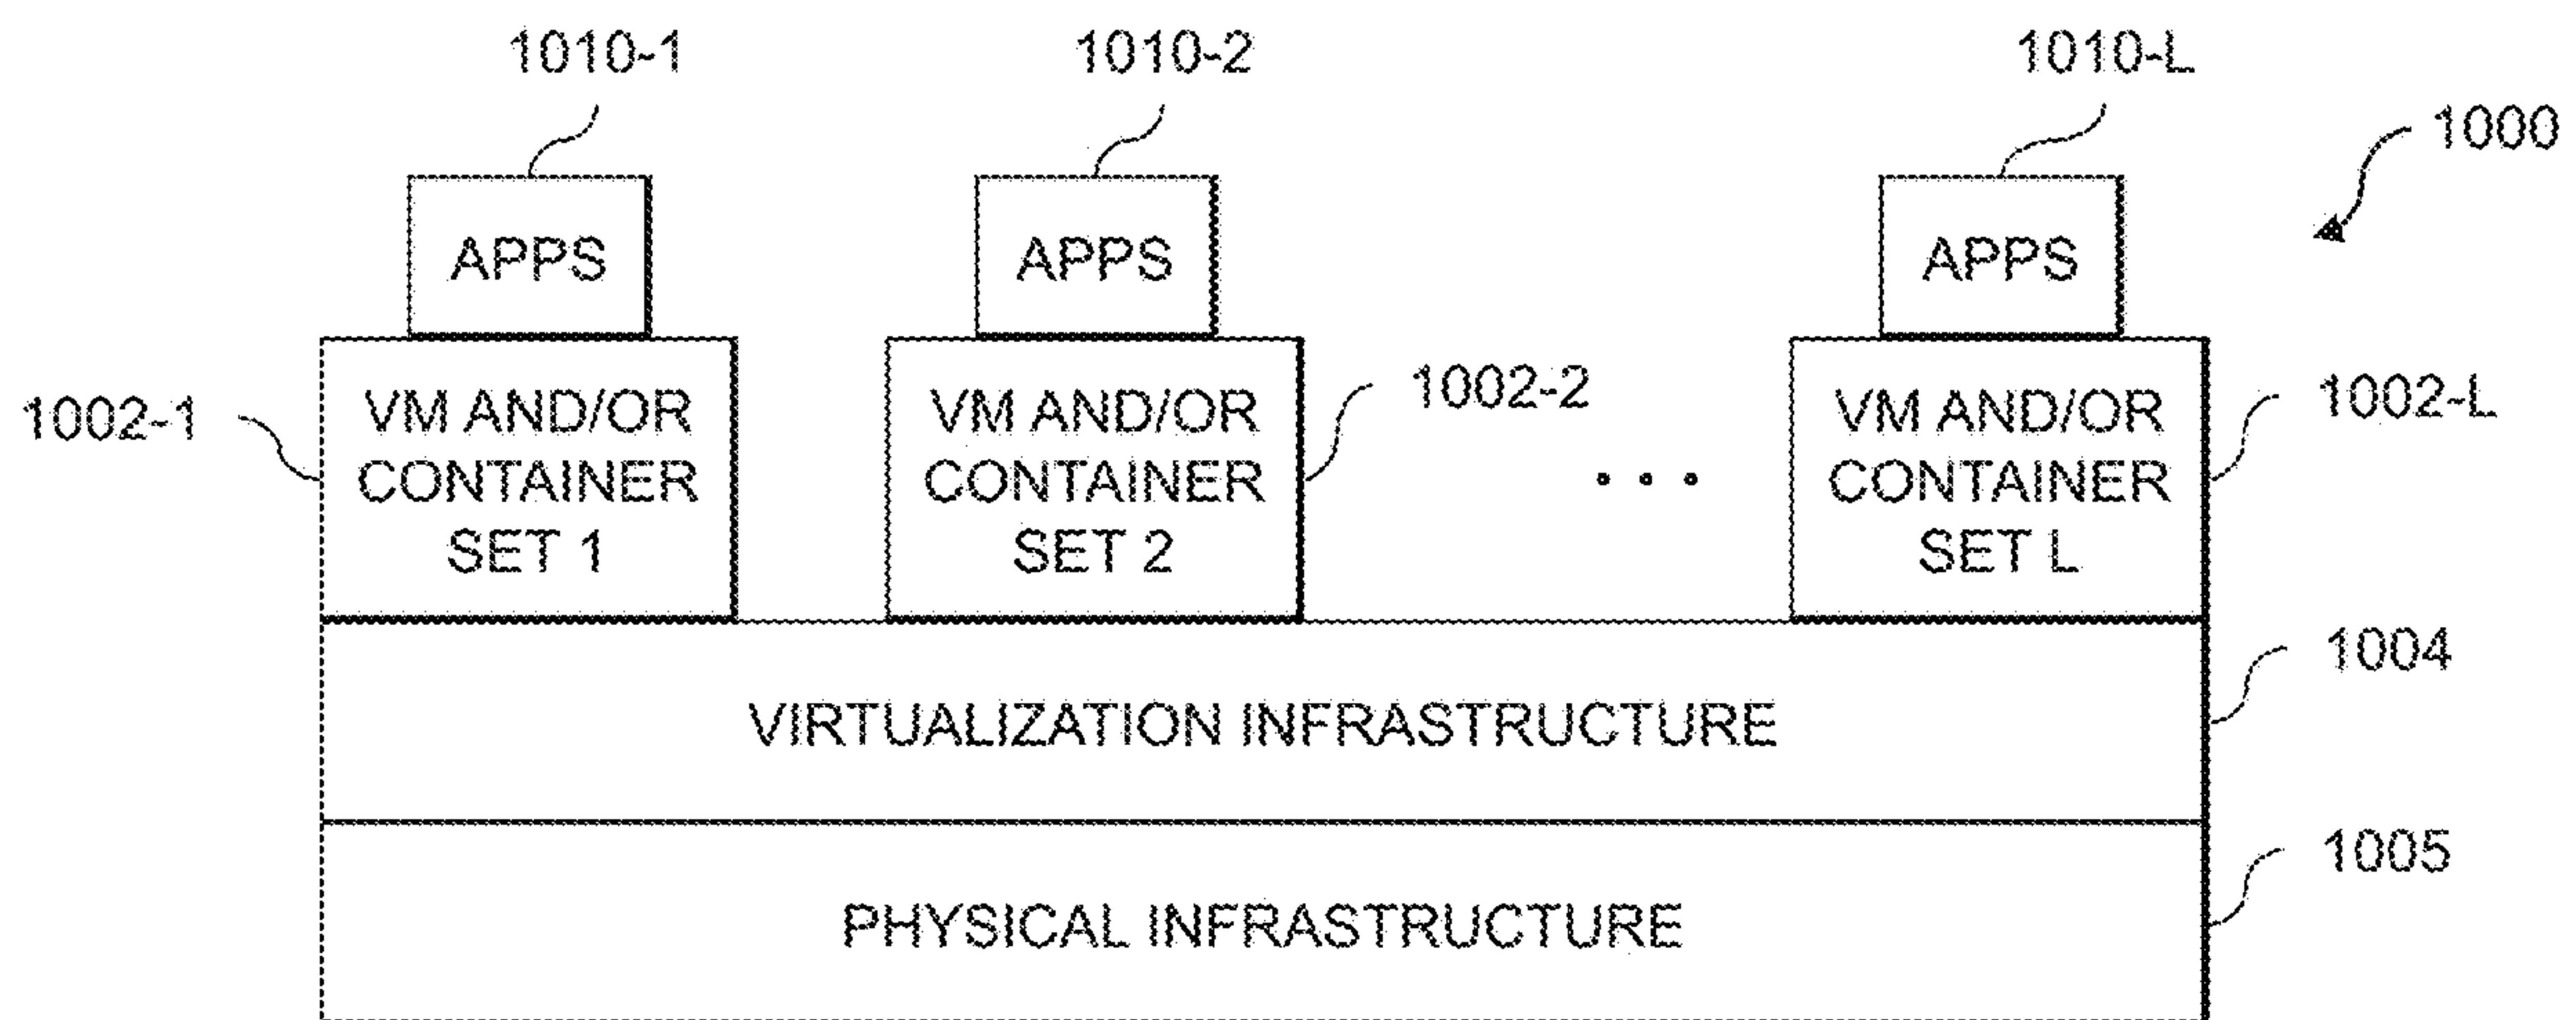 1010-1
1010-2
1010-L
1000
APPS
APPS
APPS
1002-1
VM AND/OR
CONTAINER
SET 1
VM AND/OR
CONTAINER
SET 2
1002-2
...
VM AND/OR
CONTAINER
SET L
1002-L
VIRTUALIZATION INFRASTRUCTURE
1004
PHYSICAL INFRASTRUCTURE
1005